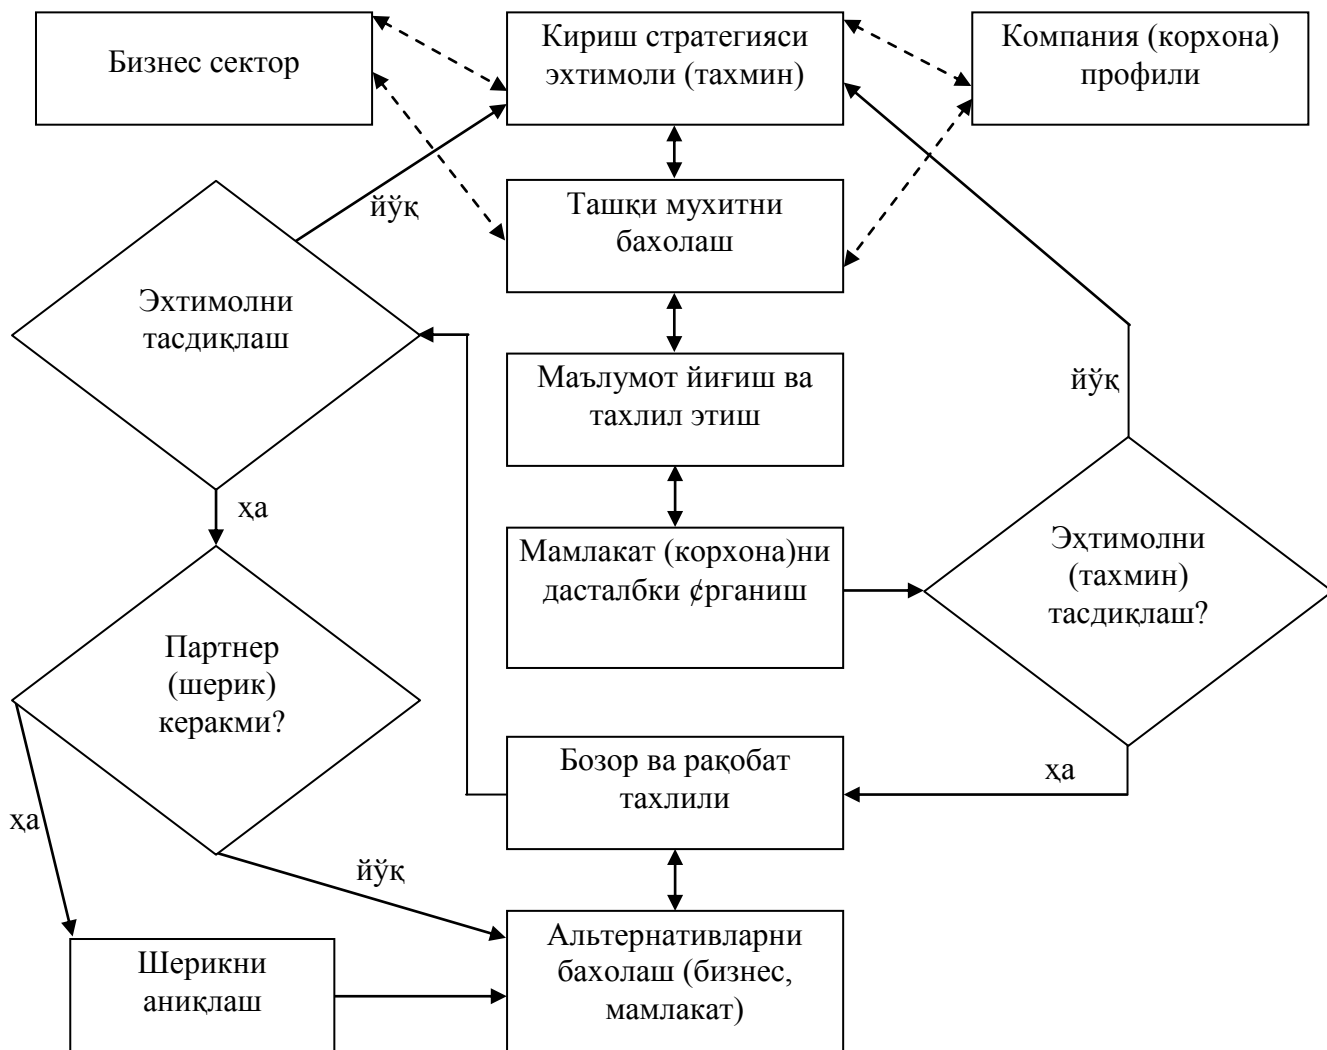 Бизнес сектор
Кириш стратегияси
эхтимоли (тахмин)
Компания (корхона)
профили
йўқ
Ташқи мухитни
бахолаш
Эхтимолни
тасдиқлаш
Маълумот йиғиш ва
тахлил этиш
йўқ
ҳа
Мамлакат (корхона)ни
дасталбки ¢рганиш
Эҳтимолни
(тахмин)
тасдиқлаш?
Партнер
(шерик)
керакми?
Бозор ва рақобат
тахлили
ҳа
ҳа
йўқ
Альтернативларни
бахолаш (бизнес,
мамлакат)
Шерикни
аниқлаш